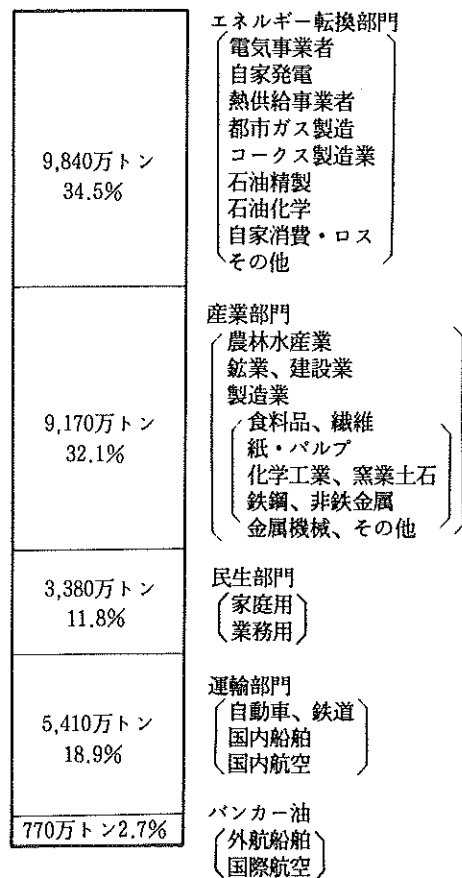 エネルギー転換部門
電気事業者
自家発電
熱供給事業者
都市ガス製造
コークス製造業
石油精製
石油化学
自家消費・ロス
その他
9,840万トン
34.5%
産業部門
農林水産業
鉱業、建設業
製造業
食料品、繊維
紙・パルプ
化学工業、窯業土石
鉄鋼、非鉄金属
金属機械、その他
9,170万トン
32.1%
民生部門
家庭用
業務用
3,380万トン
11.8%
運輸部門
自動車、鉄道
国内船舶
国内航空
5,410万トン
18.9%
バンカー油
外航船舶
国際航空
770万トン2.7%